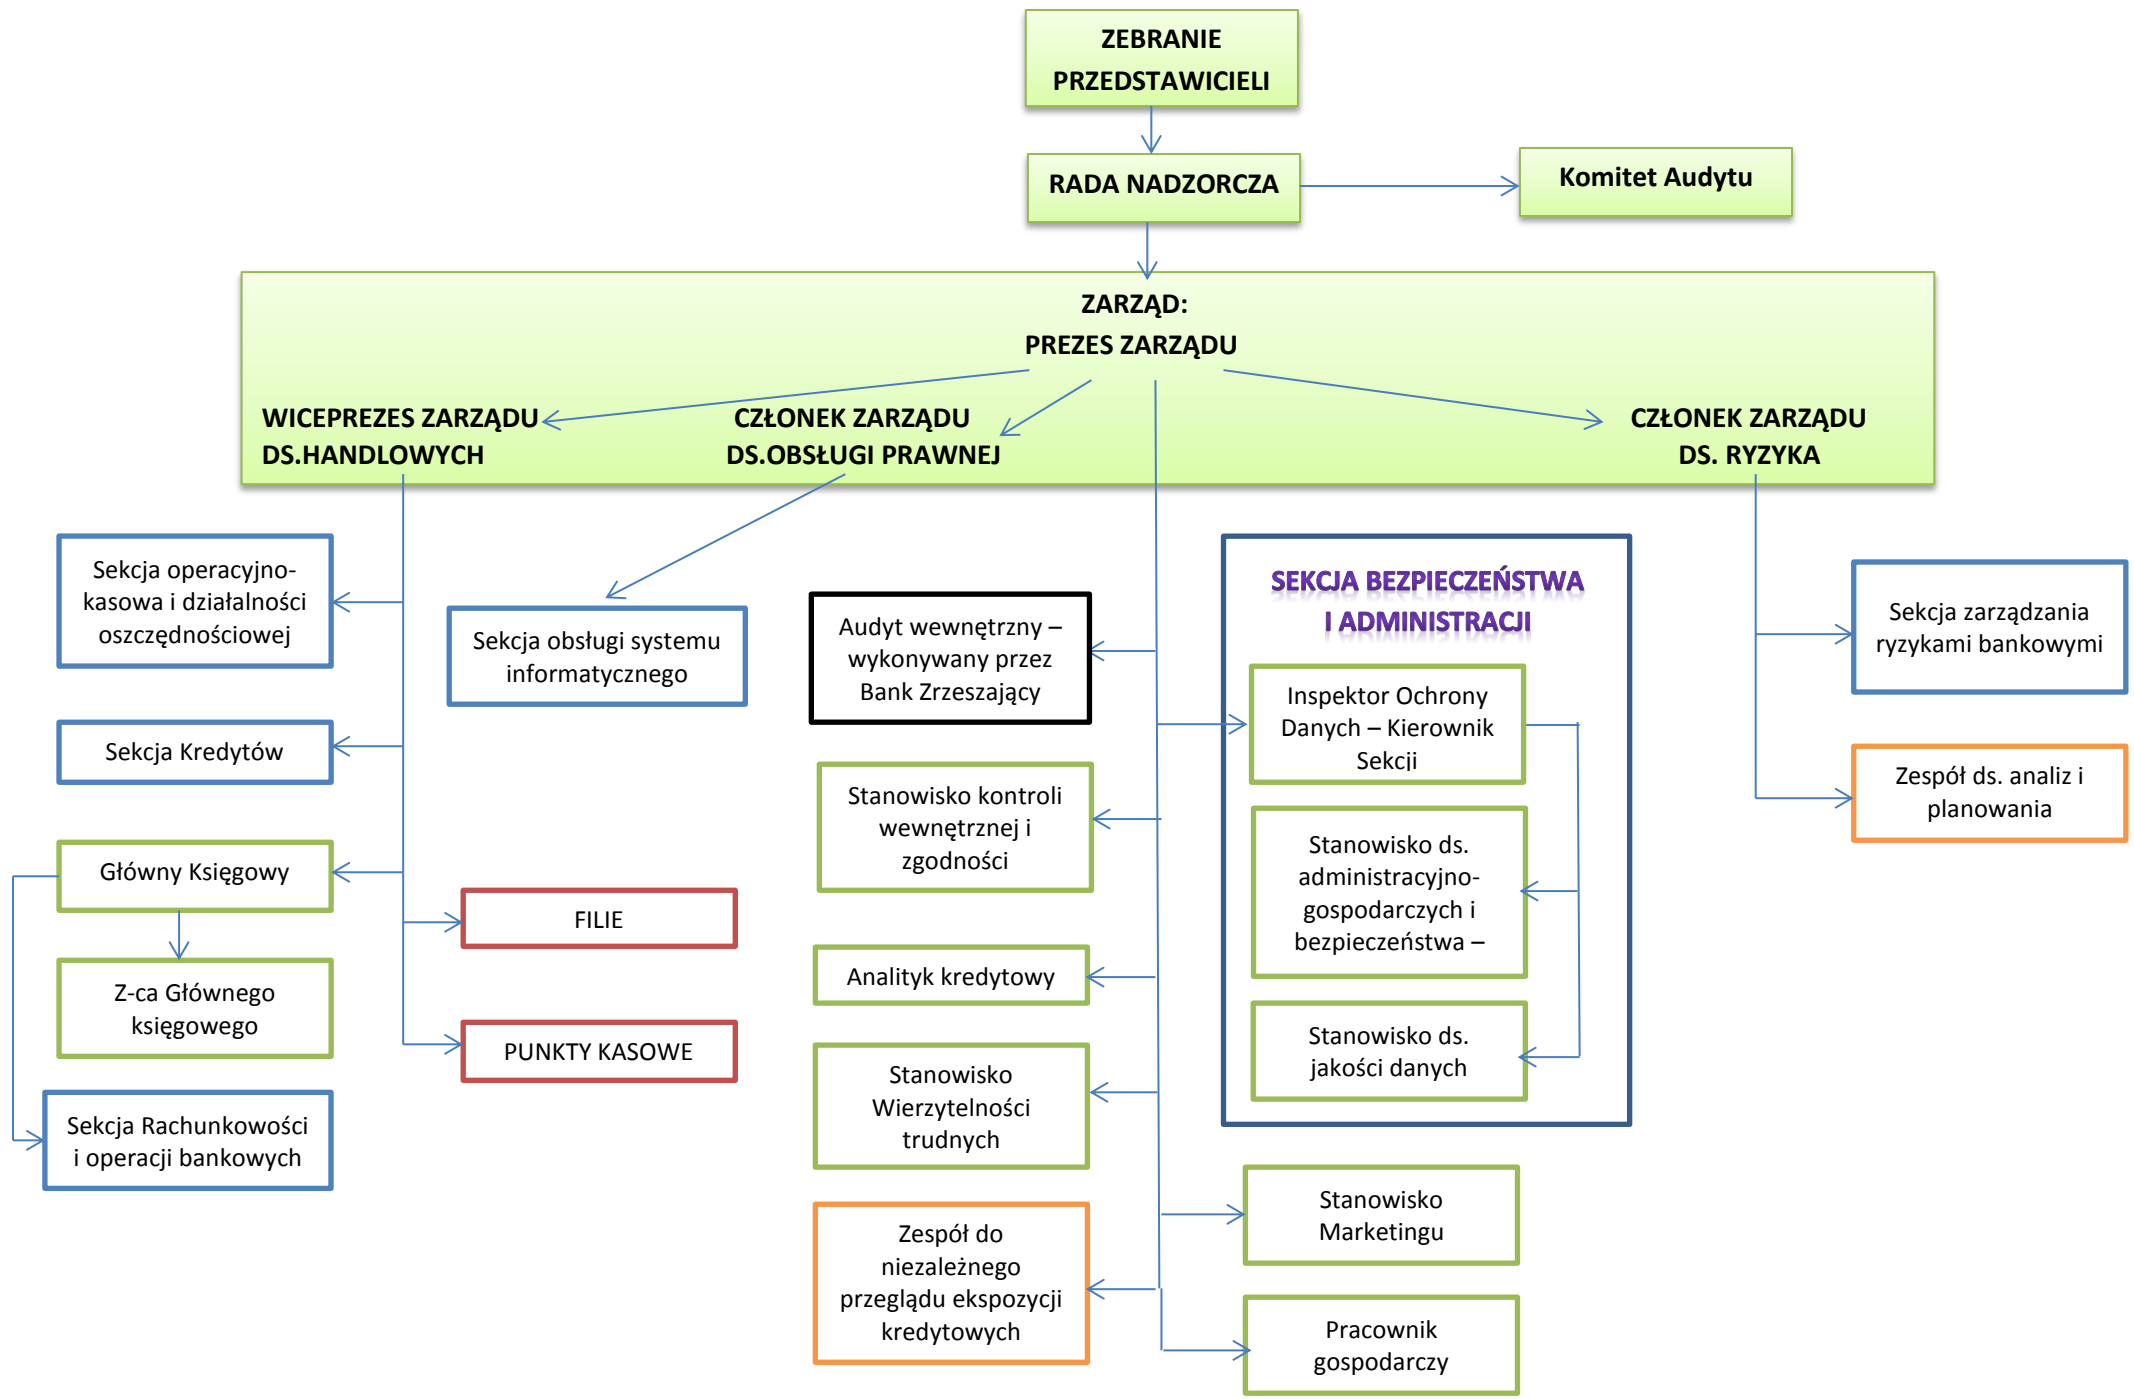 ZEBRANIE
PRZEDSTAWICIELI
RADA NADZORCZA
Komitet Audytu
ZARZĄD:
PREZES ZARZĄDU
WICEPREZES ZARZĄDU
DS.HANDLOWYCH
CZŁONEK ZARZĄDU
DS.OBSŁUGI PRAWNEJ
CZŁONEK ZARZĄDU
DS. RYZYKA
Sekcja operacyjno-
kasowa i działalności
oszczędnościowej
Sekcja Kredytów
Główny Księgowy
Z-ca Głównego
księgowego
Sekcja Rachunkowości
i operacji bankowych
Sekcja obsługi systemu
informatycznego
FILIE
PUNKTY KASOWE
Audyt wewnętrzny –
wykonywany przez
Bank Zrzeszający
Stanowisko kontroli
wewnętrznej i
zgodności
Analityk kredytowy
Stanowisko
Wierzytelności
trudnych
Zespół do
niezależnego
przeglądu ekspozycji
kredytowych
SEKCJA BEZPIECZEŃSTWA
I ADMINISTRACJI
Inspektor Ochrony
Danych – Kierownik
Sekcji
Stanowisko ds.
administracyjno-
gospodarczych i
bezpieczeństwa –
Stanowisko ds.
jakości danych
Stanowisko
Marketingu
Pracownik
gospodarczy
Sekcja zarządzania
ryzykami bankowymi
Zespół ds. analiz i
planowania